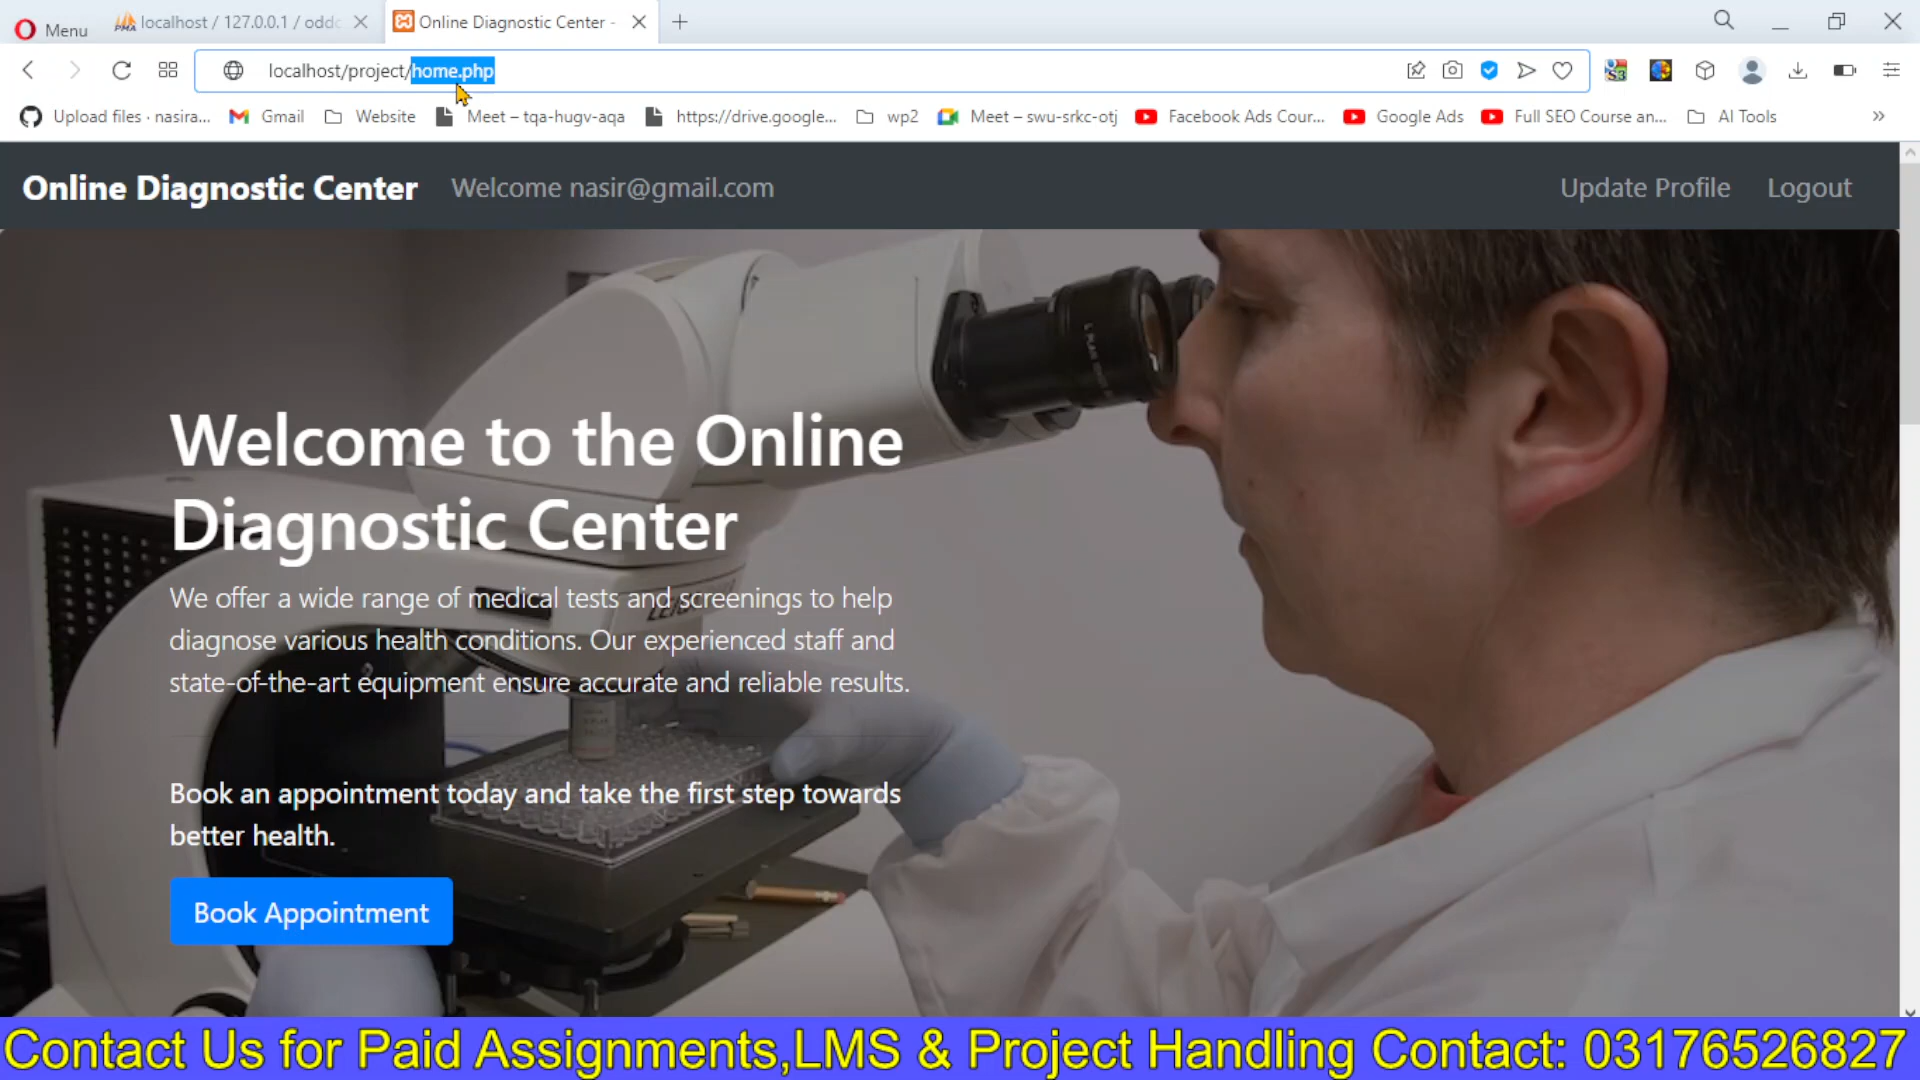 Menu
localhost / 127.0.0.1 / oddc
Online Diagnostic Center -
localhost/project/home.php
Upload files · nasira...
Gmail
Website
Meet – tqa-hugv-aqa
https://drive.google...
wp2
Meet – swu-srkc-otj
Facebook Ads Cour...
Google Ads
Full SEO Course an...
AI Tools
Online Diagnostic Center
Welcome nasir@gmail.com
Update Profile
Logout
Welcome to the Online
Diagnostic Center
We offer a wide range of medical tests and screenings to help
diagnose various health conditions. Our experienced staff and
state-of-the-art equipment ensure accurate and reliable results.
Book an appointment today and take the first step towards
better health.
Book Appointment
Contact Us for Paid Assignments,LMS & Project Handling Contact: 03176526827